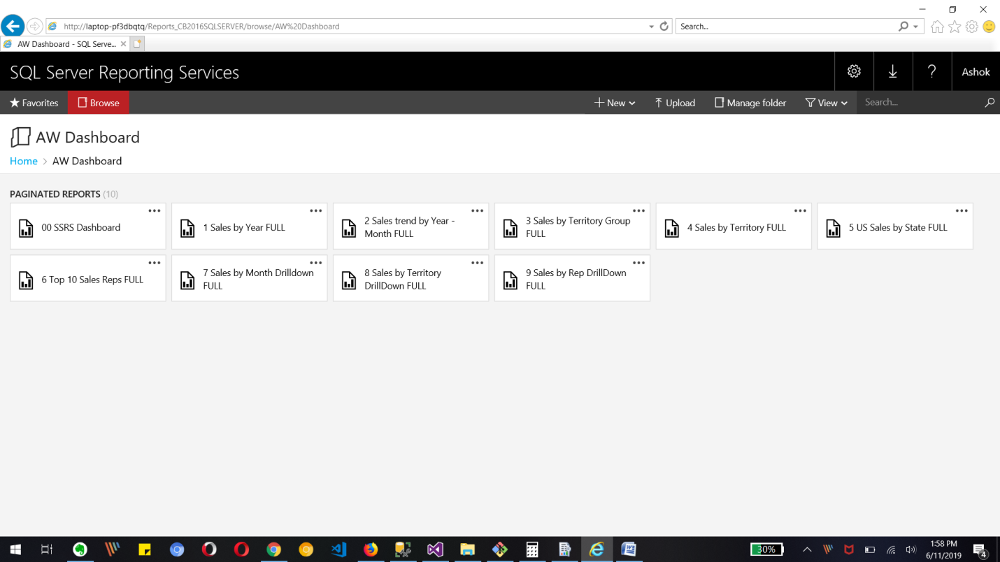 http://laptop-pf3dbqtq/Reports_CB2016SQLSERVER/browse/AW%20Dashboard
Search...
AW Dashboard - SQL Serve...
SQL Server Reporting Services
?
Ashok
Favorites
Browse
New
Upload
Manage folder
View
Search...
AW Dashboard
Home > AW Dashboard
PAGINATED REPORTS (10)
00 SSRS Dashboard
1 Sales by Year FULL
2 Sales trend by Year -
Month FULL
3 Sales by Territory Group
FULL
4 Sales by Territory FULL
5 US Sales by State FULL
6 Top 10 Sales Reps FULL
7 Sales by Month Drilldown
FULL
8 Sales by Territory
DrillDown FULL
9 Sales by Rep DrillDown
FULL
30%
1:58 PM
6/11/2019
4